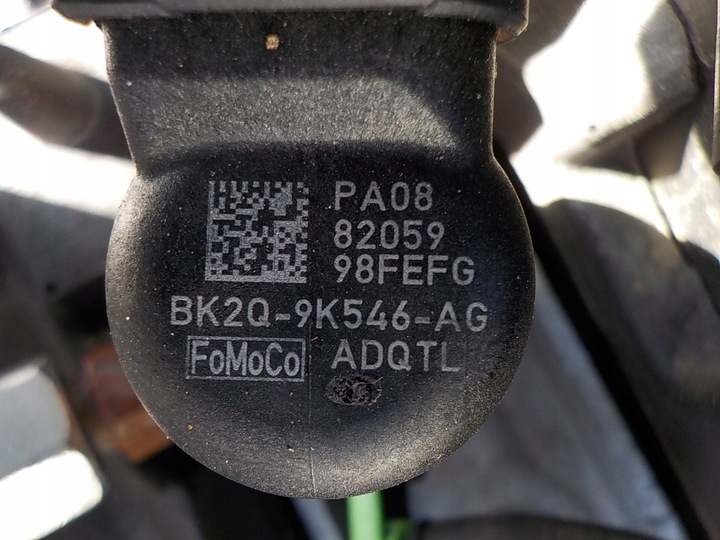 PA08
82059
98FEFG
BK2Q-9K546-AG
FoMoCo ADQTL